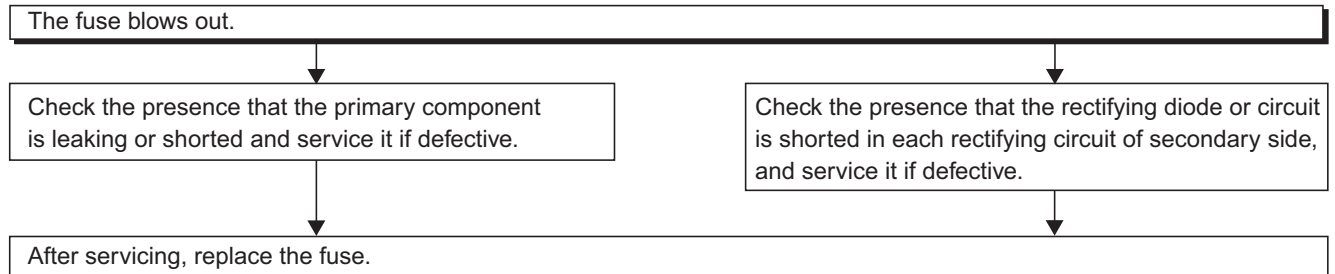 The fuse blows out.
Check the presence that the primary component
is leaking or shorted and service it if defective.
Check the presence that the rectifying diode or circuit
is shorted in each rectifying circuit of secondary side,
and service it if defective.
After servicing, replace the fuse.